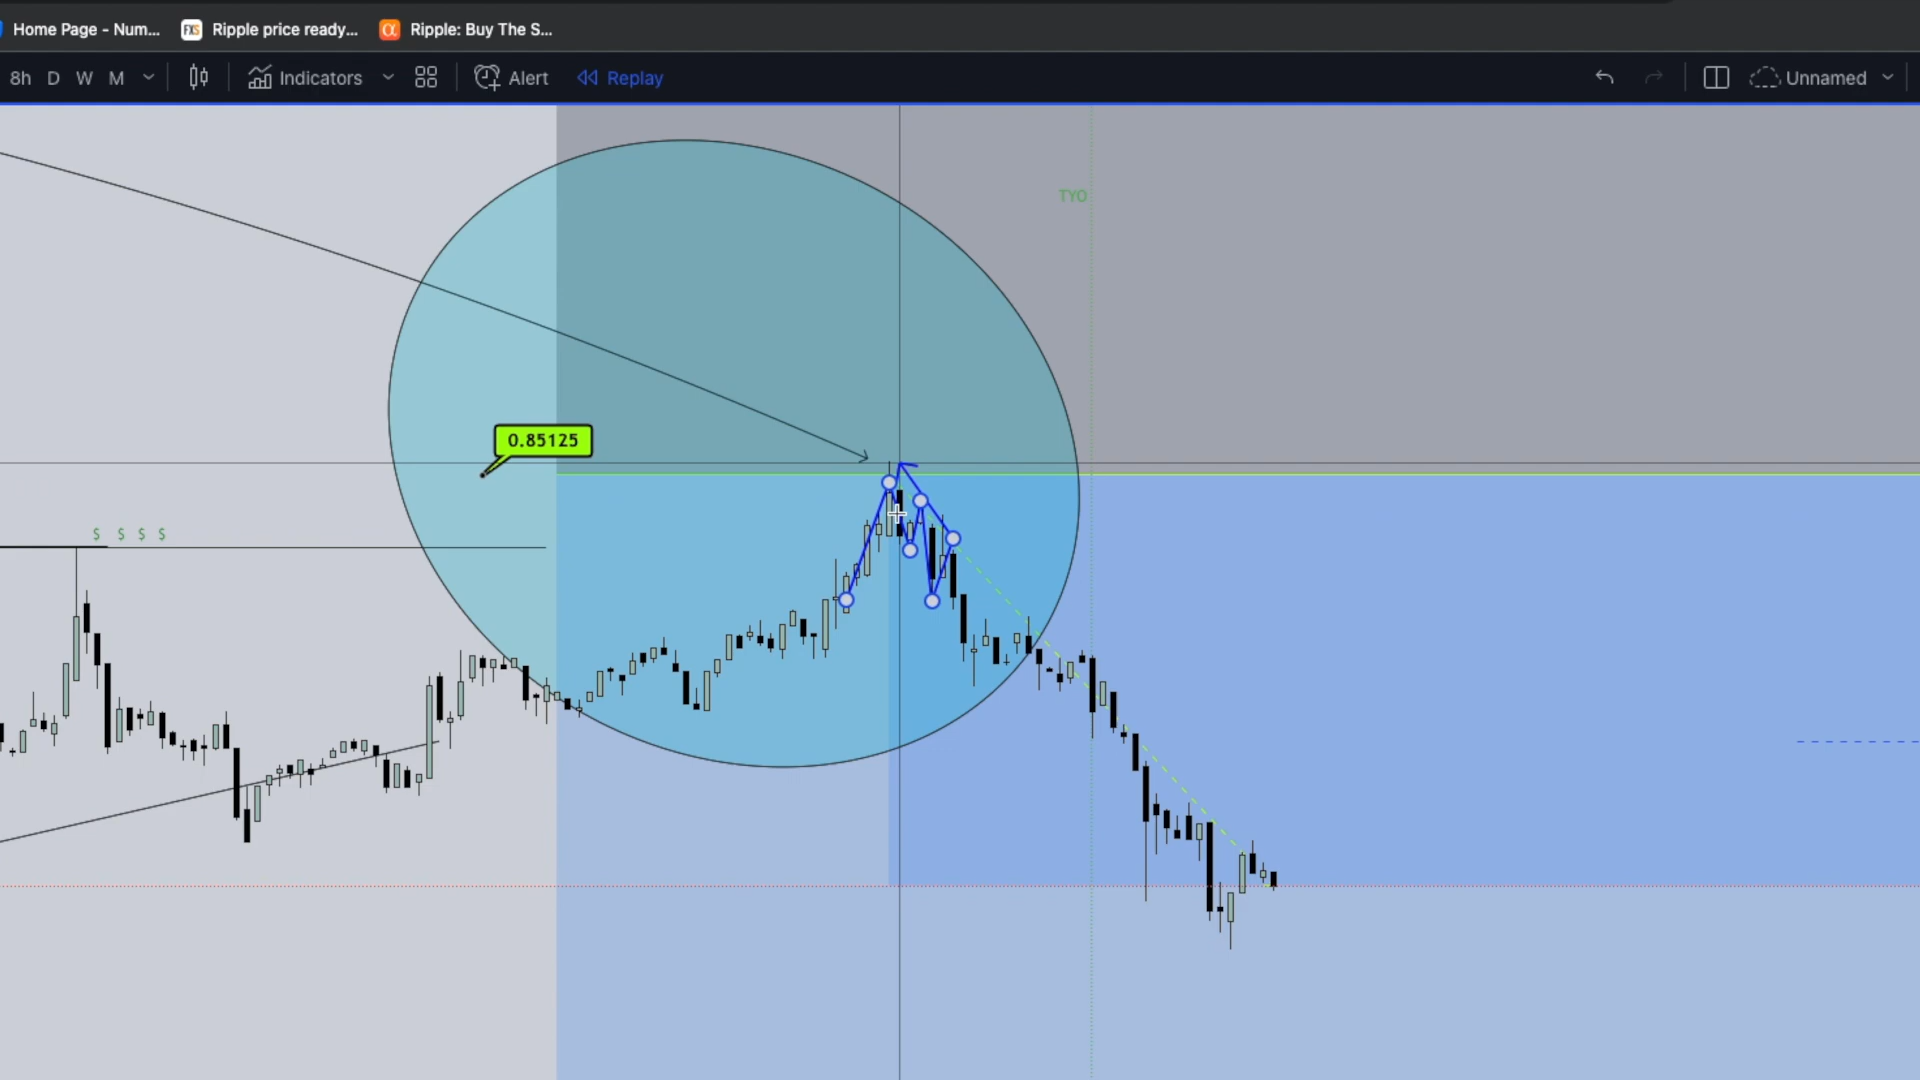 Home Page - Num...
Ripple price ready...
Ripple: Buy The S...
8h D W M Indicators Alert Replay Unnamed
TYO
0.85125
$ $ $ $